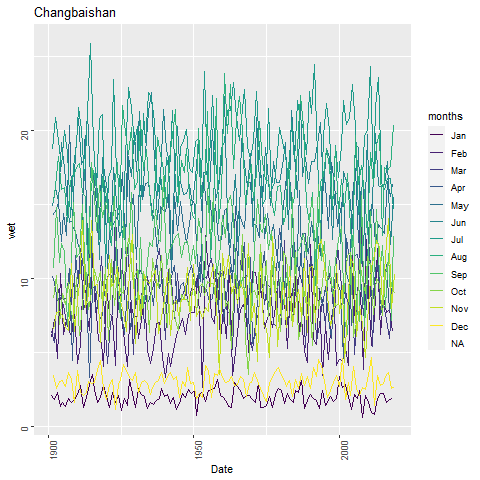 Changbaishan
months
Jan
Feb
Mar
Apr
May
Jun
Jul
Aug
Sep
Oct
Nov
Dec
NA
wet
20
10
0
1900
1950
2000
Date